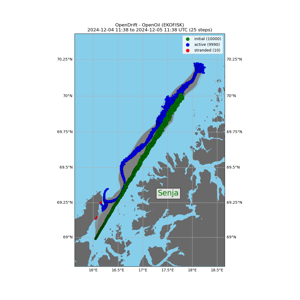 OpenDrift - OpenOil (EKOFISK)
2024-12-04 11:38 to 2024-12-05 11:38 UTC (25 steps)
initial (10000)
active (9990)
stranded (10)
70.25°N
70.25°N
70°N
70°N
69.75°N
69.75°N
69.5°N
69.5°N
Senja
69.25°N
69.25°N
69°N
69°N
16°E 16.5°E 17°E 17.5°E 18°E 18.5°E